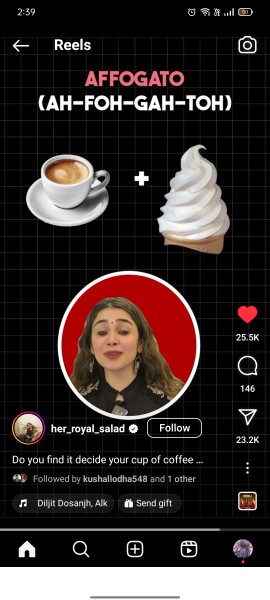 2:39
50
Reels
AFFOGATO
(AH-FOH-GAH-TOH)
25.5K
146
her_royal_salad
Follow
23.2K
Do you find it decide your cup of coffee ...
Followed by kushallodha548 and 1 other
Diljit Dosanjh, Alk
Send gift